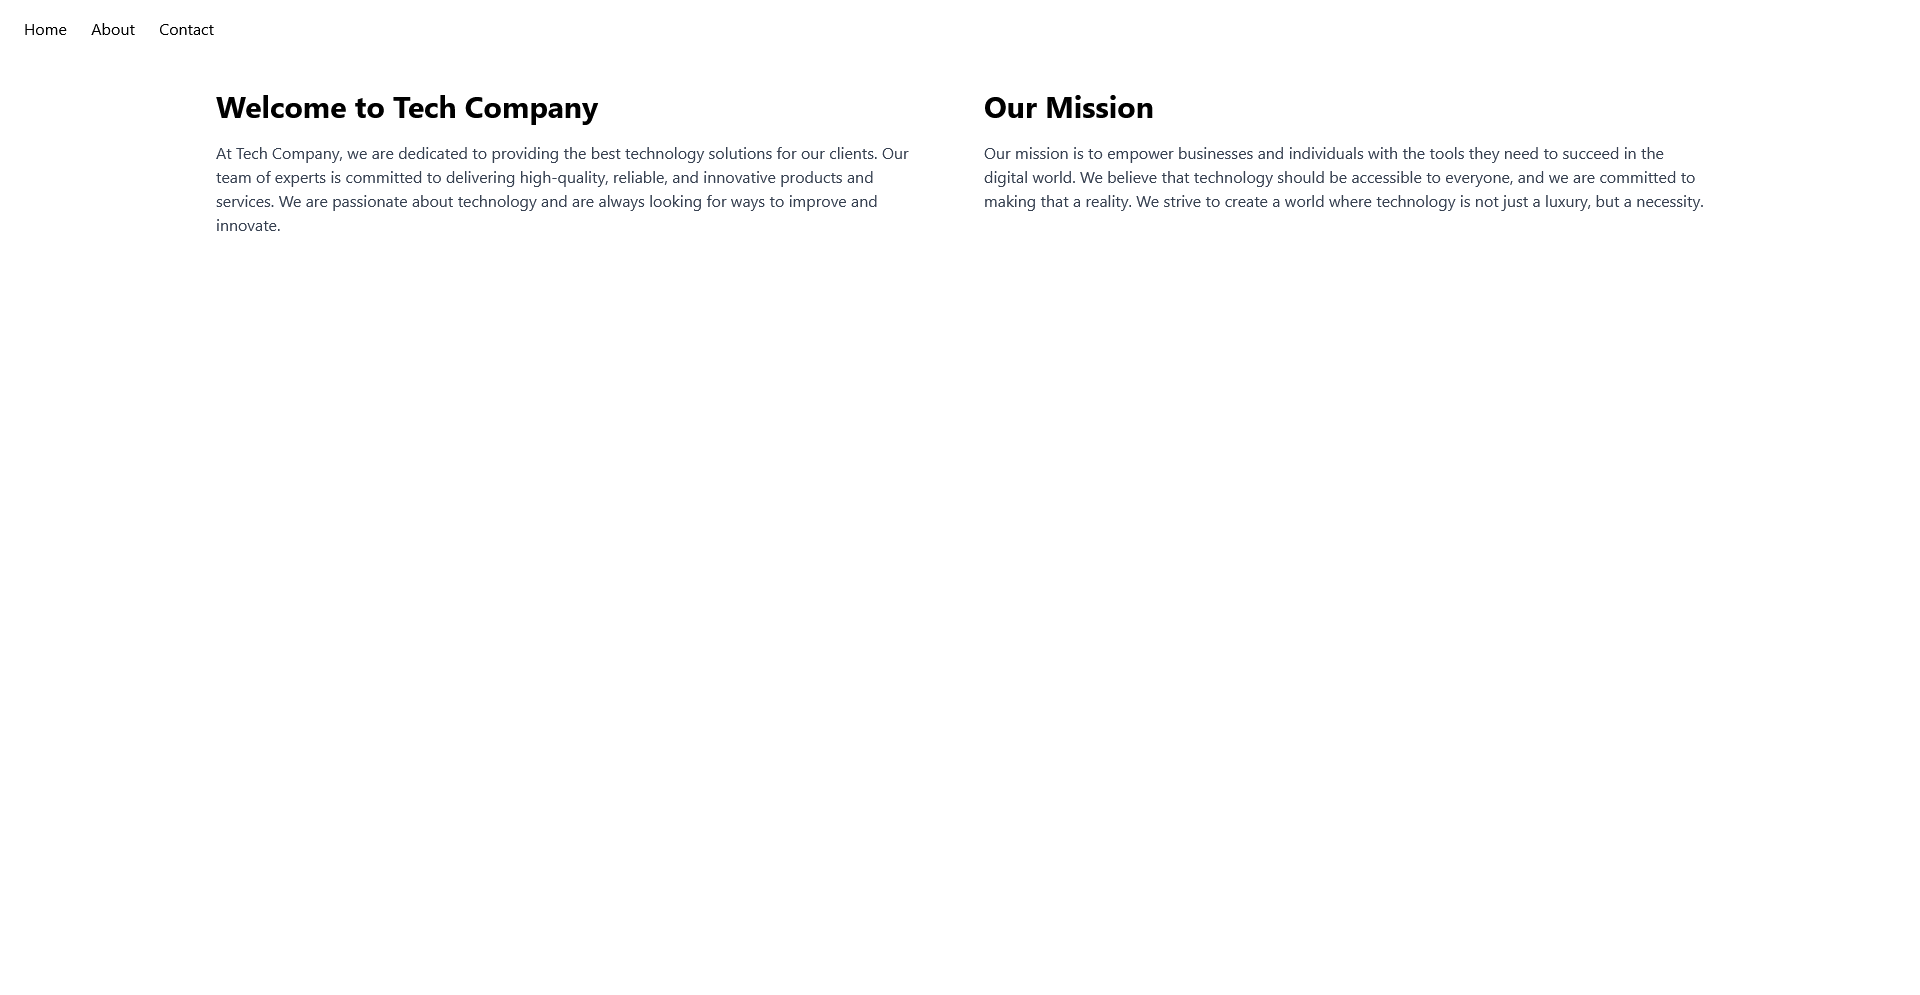 Home About Contact
Welcome to Tech Company
At Tech Company, we are dedicated to providing the best technology solutions for our clients. Our
team of experts is committed to delivering high-quality, reliable, and innovative products and
services. We are passionate about technology and are always looking for ways to improve and
innovate.
Our Mission
Our mission is to empower businesses and individuals with the tools they need to succeed in the
digital world. We believe that technology should be accessible to everyone, and we are committed to
making that a reality. We strive to create a world where technology is not just a luxury, but a necessity.